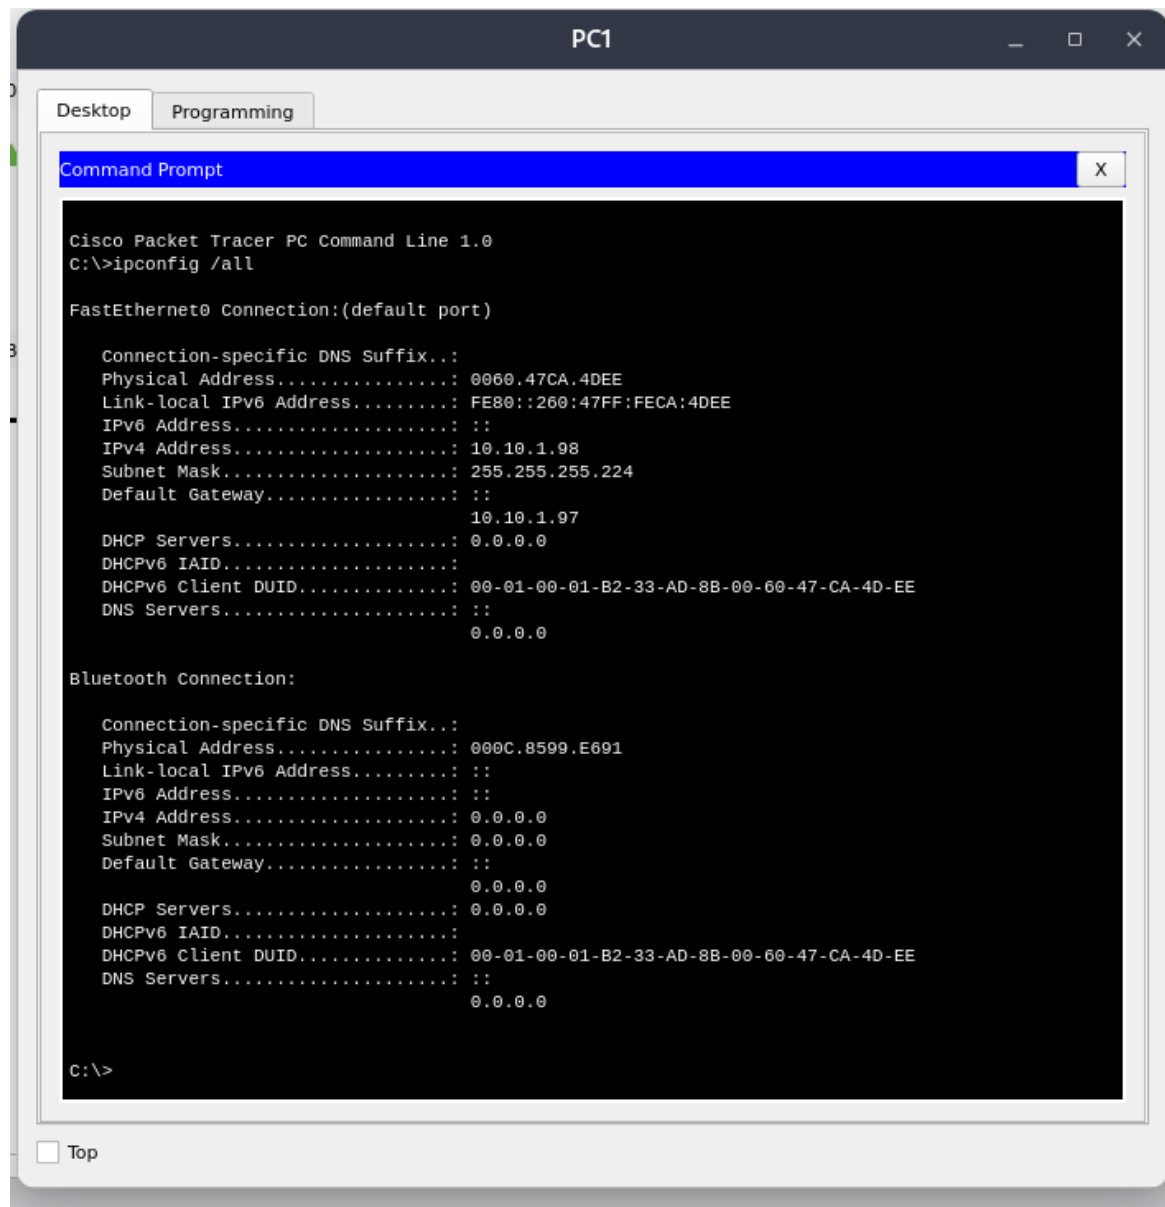 PC1
Desktop Programming
Command Prompt X
Cisco Packet Tracer PC Command Line 1.0
C:\>ipconfig /all
FastEthernet0 Connection:(default port)
Connection-specific DNS Suffix..:
Physical Address................: 0060.47CA.4DEE
Link-local IPv6 Address.........: FE80::260:47FF:FECA:4DEE
IPv6 Address....................: ::
IPv4 Address....................: 10.10.1.98
Subnet Mask.....................: 255.255.255.224
Default Gateway.................: ::
10.10.1.97
DHCP Servers....................: 0.0.0.0
DHCPv6 IAID.....................:
DHCPv6 Client DUID..............: 00-01-00-01-B2-33-AD-8B-00-60-47-CA-4D-EE
DNS Servers.....................: ::
0.0.0.0
Bluetooth Connection:
Connection-specific DNS Suffix..:
Physical Address................: 000C.8599.E691
Link-local IPv6 Address.........: ::
IPv6 Address....................: ::
IPv4 Address....................: 0.0.0.0
Subnet Mask.....................: 0.0.0.0
Default Gateway.................: ::
0.0.0.0
DHCP Servers....................: 0.0.0.0
DHCPv6 IAID.....................:
DHCPv6 Client DUID..............: 00-01-00-01-B2-33-AD-8B-00-60-47-CA-4D-EE
DNS Servers.....................: ::
0.0.0.0
C:\>
Top